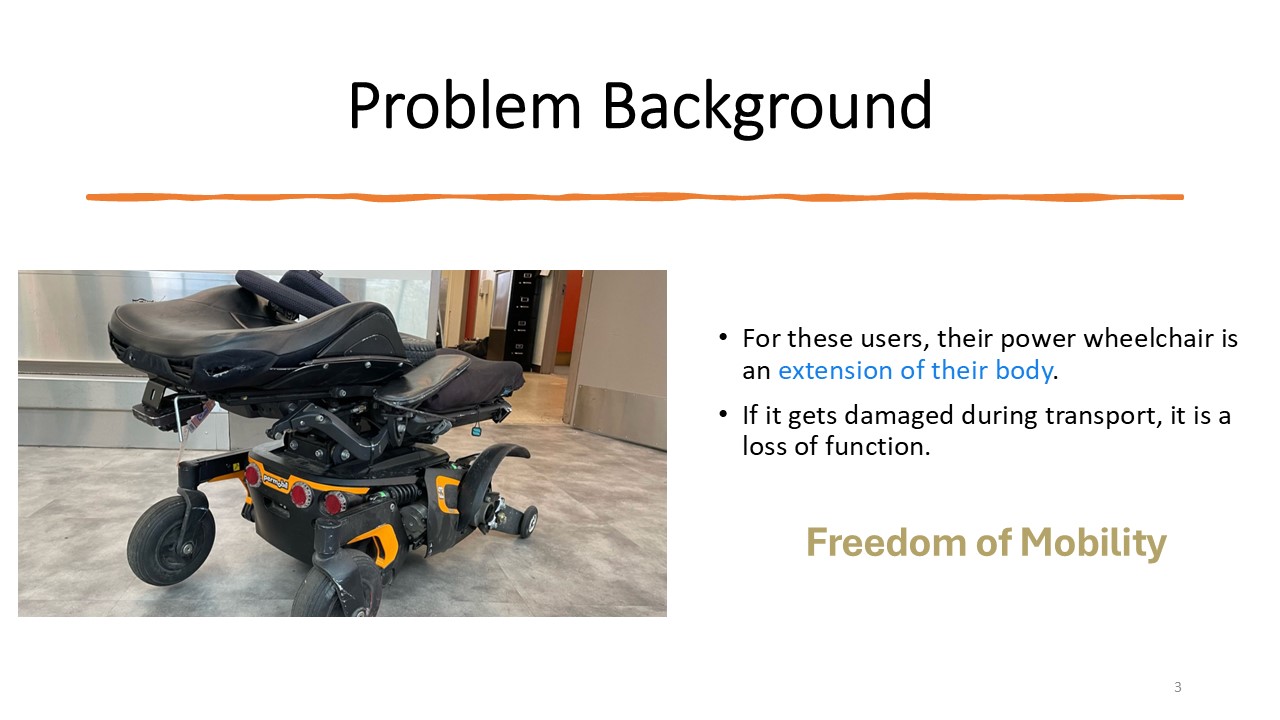 Problem Background
permobil
• For these users, their power wheelchair is
an extension of their body.
• If it gets damaged during transport, it is a
loss of function.
Freedom of Mobility
3